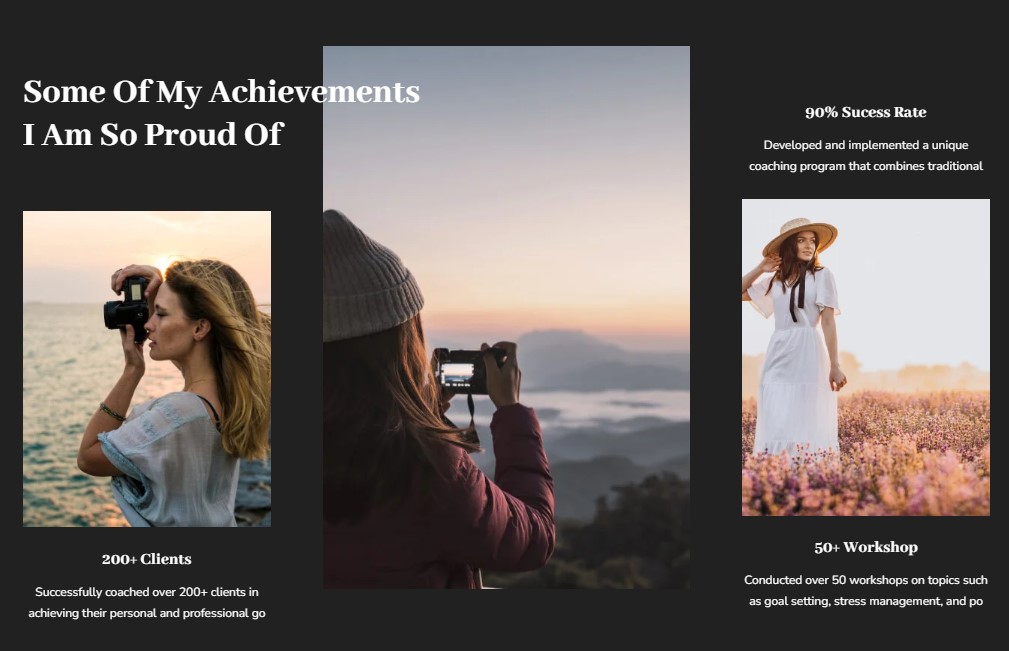 Some Of My Achievements
I Am So Proud Of
200+ Clients
Successfully coached over 200+ clients in
achieving their personal and professional go
90% Sucess Rate
Developed and implemented a unique
coaching program that combines traditional
50+ Workshop
Conducted over 50 workshops on topics such
as goal setting, stress management, and po